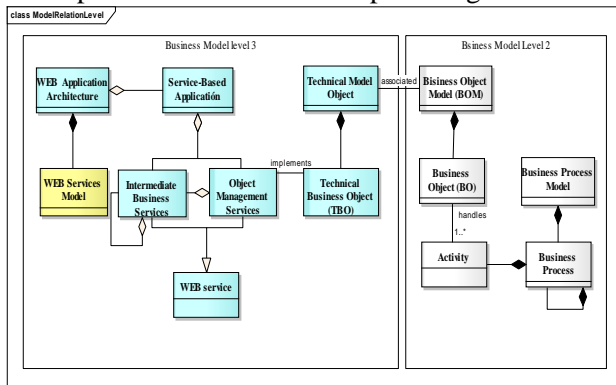 class ModelRelationLevel
Business Model level 3
Bsiness Model Level 2
WEB Application
Architecture
Service-Based
Applicatión
Technical Model
Object
associated
Bisiness Object
Model (BOM)
WEB Services
Model
Intermediate
Business
Services
Object
Management
Services
implements
Technical
Business Object
(TBO)
Business
Object (BO)
Business Process
Model
handles
1..*
Activity
Business
Process
WEB service